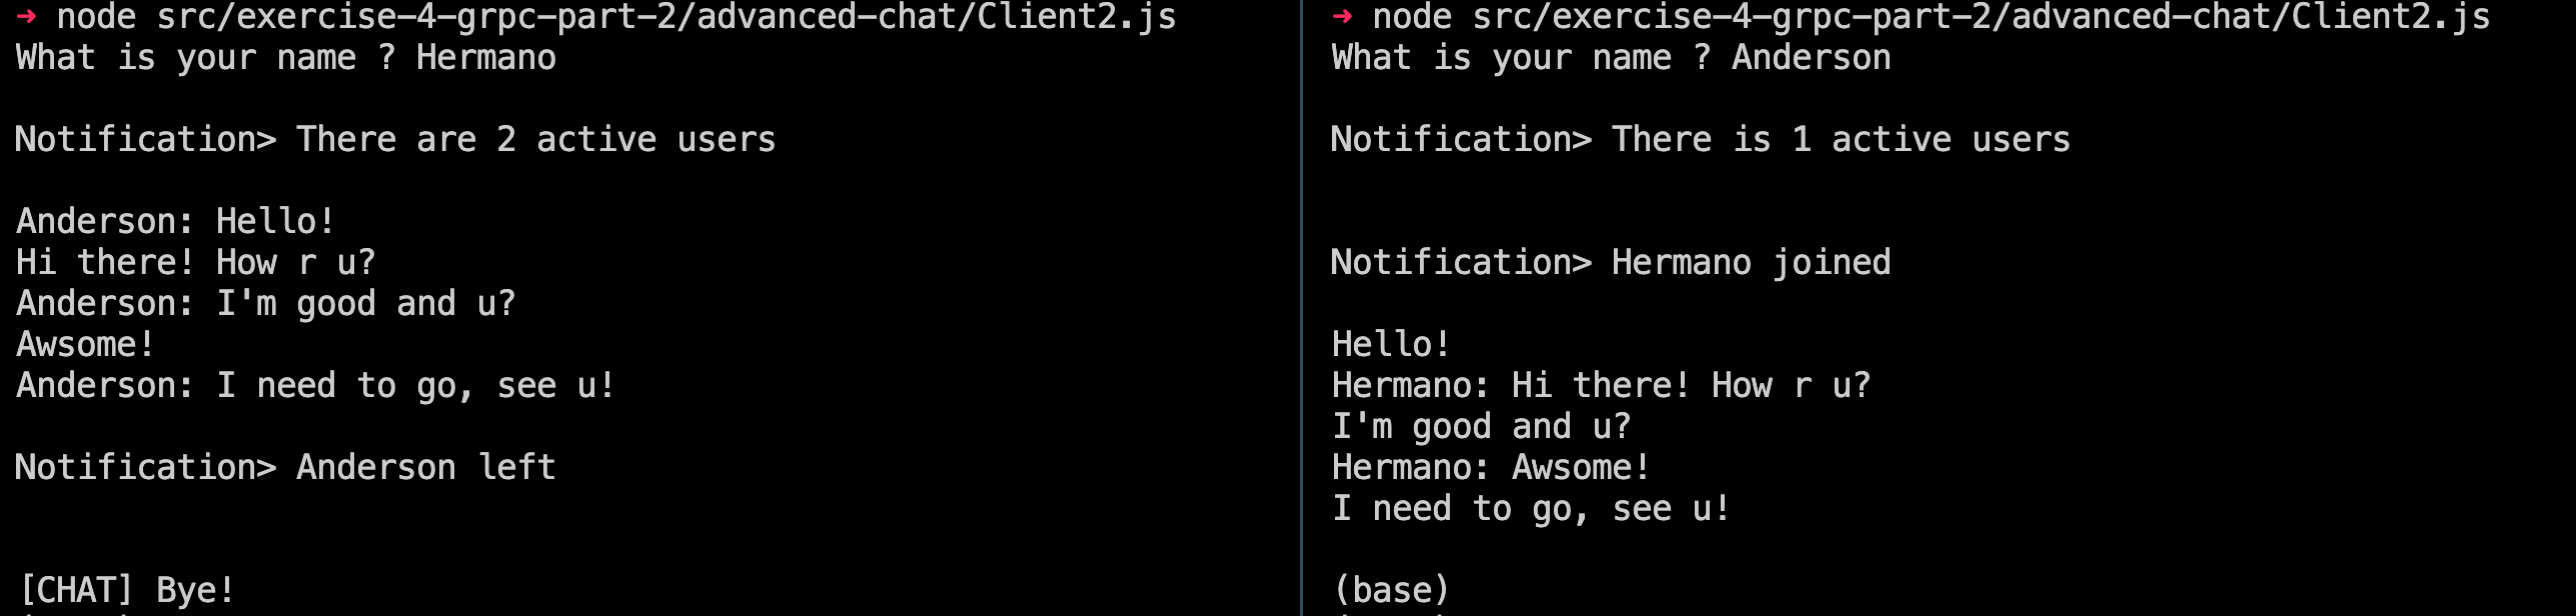 → node src/exercise-4-grpc-part-2/advanced-chat/Client2.js
What is your name ? Hermano
Notification> There are 2 active users
Anderson: Hello!
Hi there! How r u?
Anderson: I'm good and u?
Awsome!
Anderson: I need to go, see u!
Notification> Anderson left
[CHAT] Bye!
→ node src/exercise-4-grpc-part-2/advanced-chat/Client2.js
What is your name ? Anderson
Notification> There is 1 active users
Notification> Hermano joined
Hello!
Hermano: Hi there! How r u?
I'm good and u?
Hermano: Awsome!
I need to go, see u!
(base)